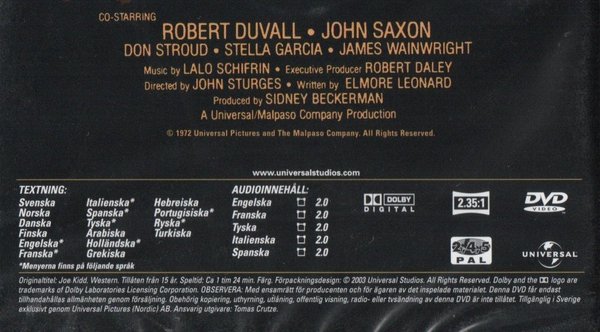 CO-STARRING
ROBERT DUVALL • JOHN SAXON
DON STROUD • STELLA GARCIA • JAMES WAINWRIGHT
Music by LALO SCHIFRIN • Executive Producer ROBERT DALEY
Directed by JOHN STURGES • Written by ELMORE LEONARD
Produced by SIDNEY BECKERMAN
A Universal/Malpaso Company Production
© 1972 Universal Pictures and The Malpaso Company. All Rights Reserved.
www.universalstudios.com
TEXTNING:
Svenska Italienska* Hebreiska
Norska Spanska* Portugisiska*
Danska Tyska* Ryska*
Finska Arabiska Turkiska
Engelska* Holländska*
Franska* Grekiska
*Menyerna finns på följande språk
AUDIOINNEHÅLL:
Engelska 2.0
Franska 2.0
Tyska 2.0
Italienska 2.0
Spanska 2.0
DOLBY
DIGITAL
2.35:1
DVD
VIDEO
2.4.5
PAL
UNIVERSAL
Originaltitel: Joe Kidd. Western. Tillåten från 15 år. Speltid: Ca 1 tim 24 min. Färg. Förpackningsdesign: © 2003 Universal Studios. All Rights Reserved. Dolby and the DD logo are
trademarks of Dolby Laboratories Licensing Corporation. OBSERVERA: Med ensamrätt för producenten och för ägaren av det inspelade materialet. Denna DVD får endast
tillhandahållas allmänheten genom försäljning. Obehörig kopiering, uthyrning, utlåning, offentlig visning, radio- eller tvsändning av denna DVD är inte tillåtet. Tillgänglig i Sverige
exklusivt genom Universal Pictures (Nordic) AB. Ansvarig utgivare: Tomas Crutze.